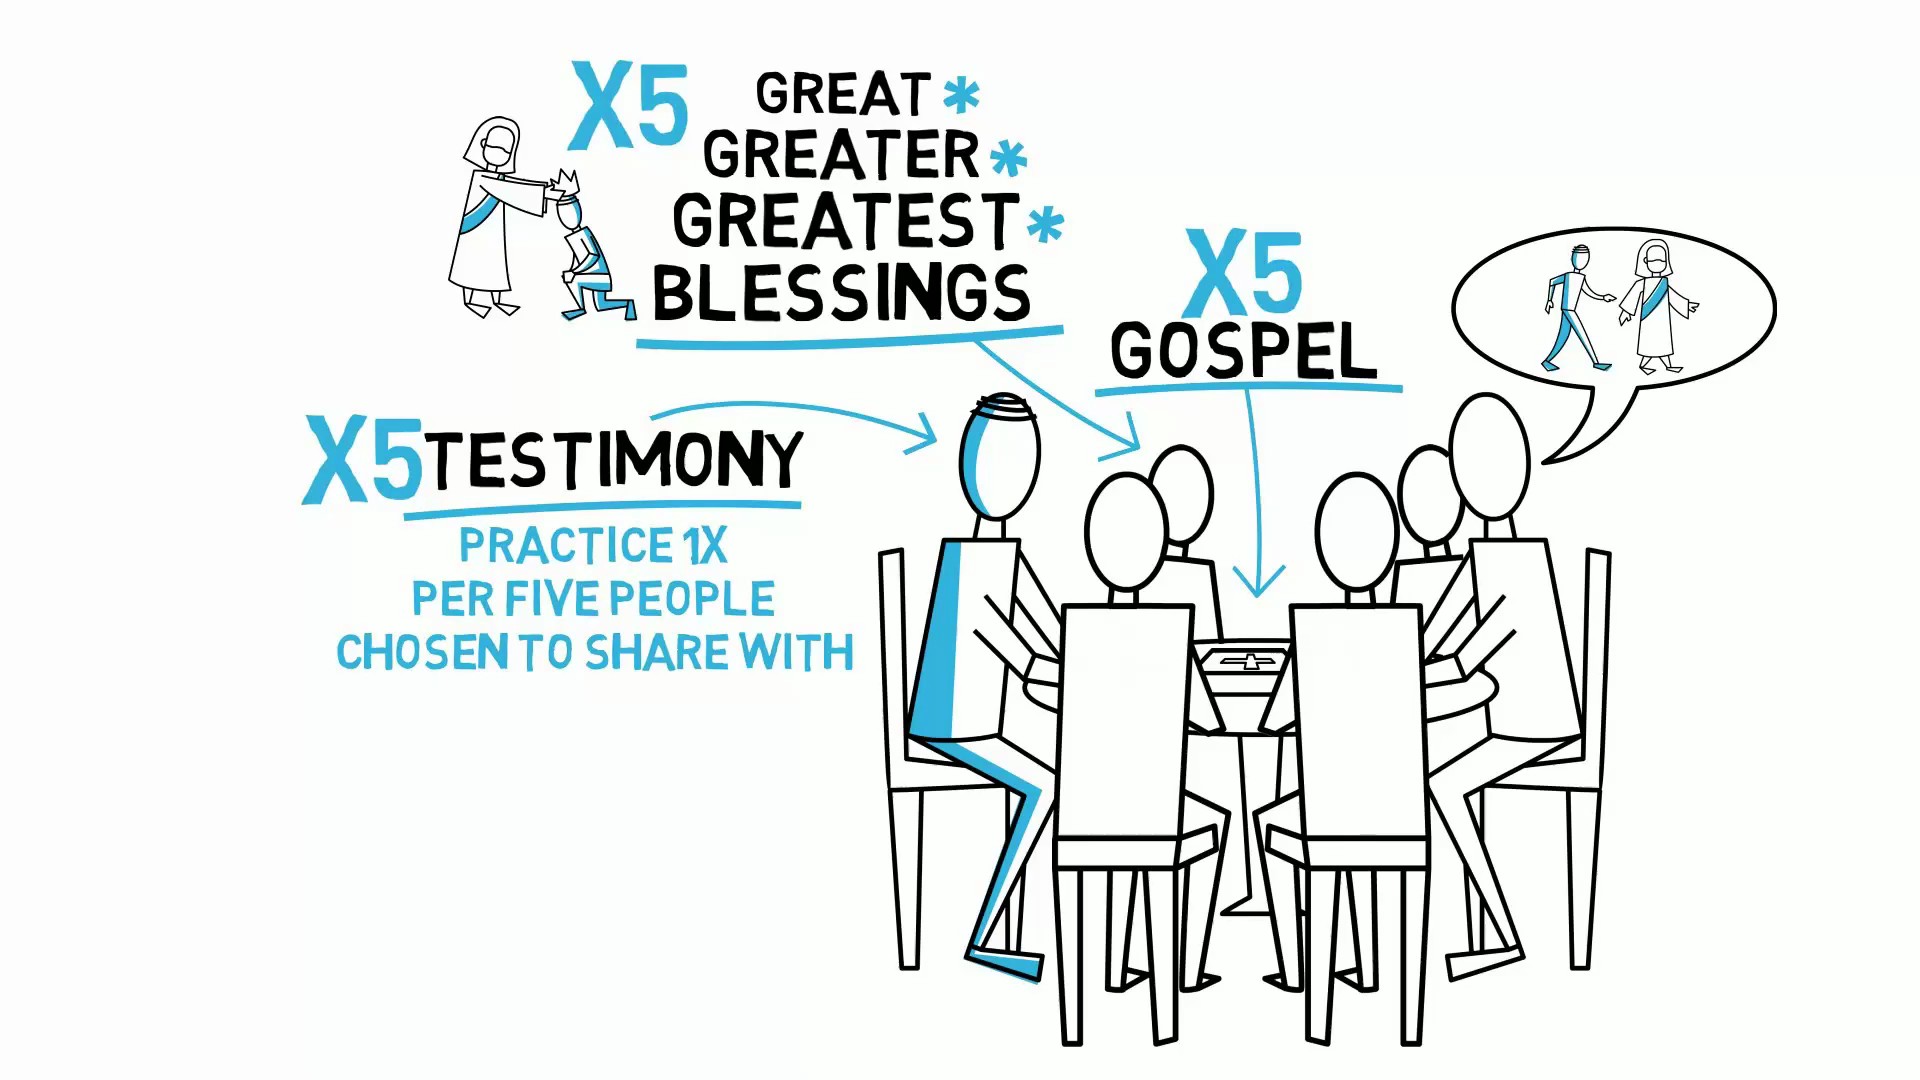 X5 GREAT *
GREATER *
GREATEST *
BLESSINGS
X5
GOSPEL
X5 TESTIMONY
PRACTICE 1X
PER FIVE PEOPLE
CHOSEN TO SHARE WITH